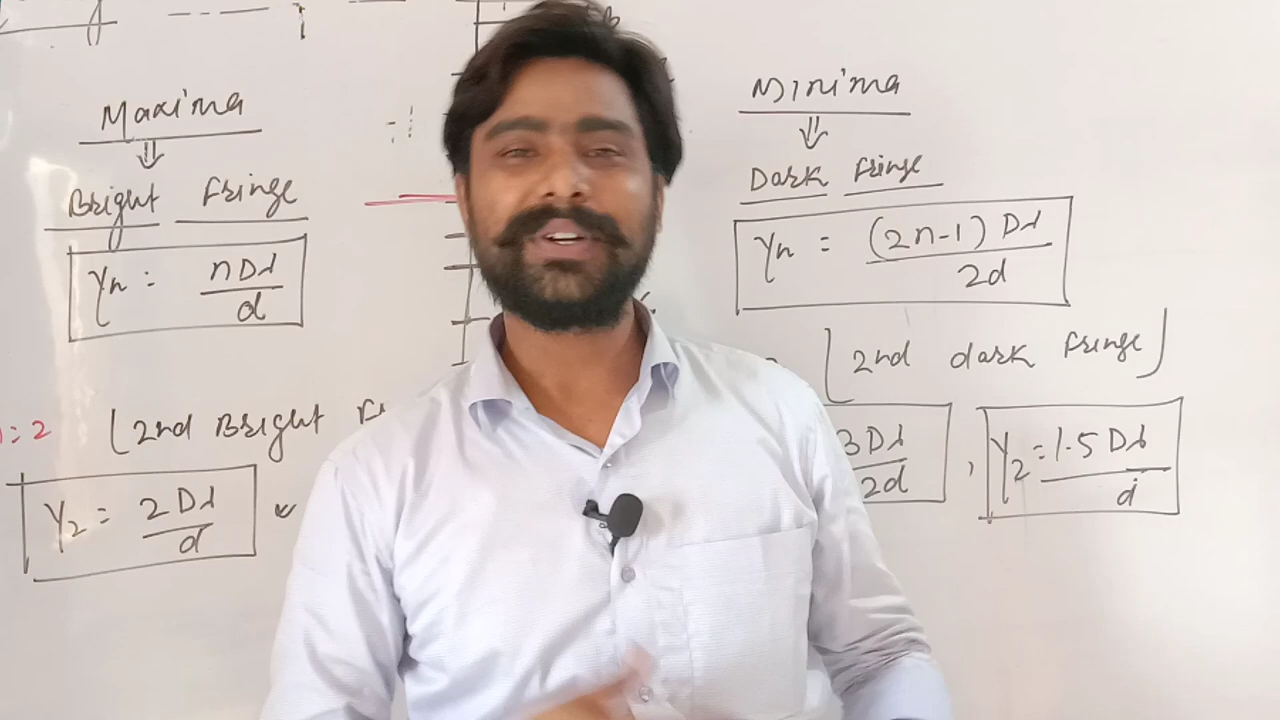 Maxima
⇓
Bright Fringe
Yn = nDλ/d
n=2 (2nd Bright Fr
Y2 = 2Dλ/d
Minima
⇓
Dark Fringe
Yn = (2n-1) Dλ/2d
(2nd dark Fringe)
3Dλ/2d , Y2 = 1.5 Dλ/d